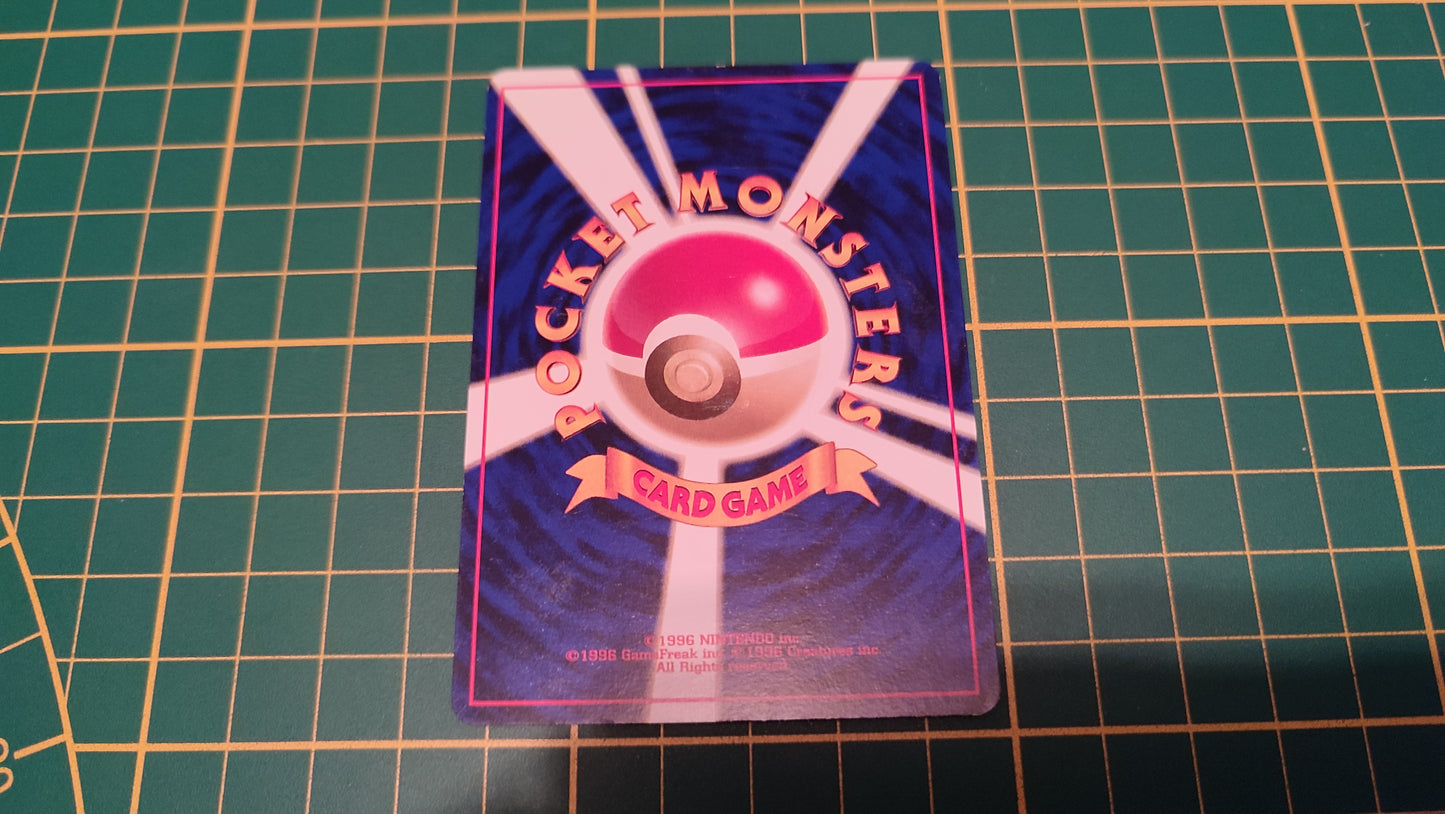 POCKET MONSTERS
CARD GAME
©1996 NINTENDO inc.
©1996 GameFreak inc. ©1996 Creatures inc.
All Rights reserved.